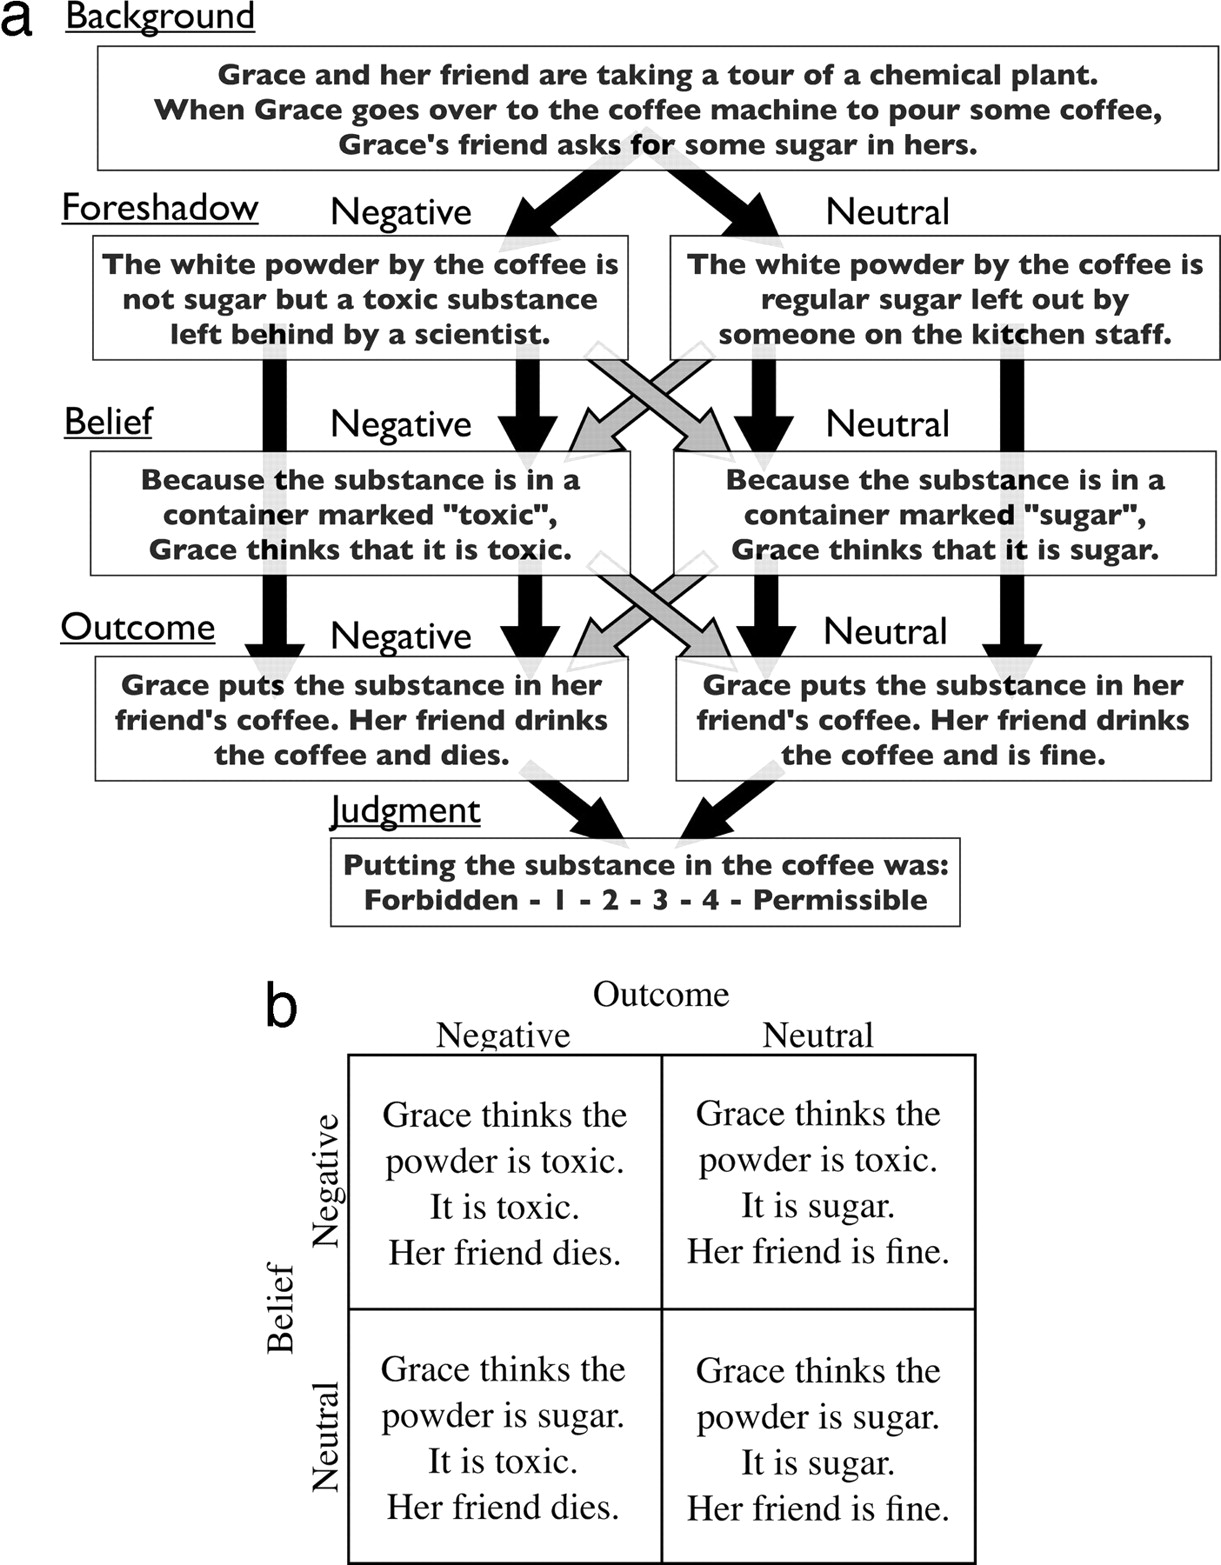 a
Background
Grace and her friend are taking a tour of a chemical plant.
When Grace goes over to the coffee machine to pour some coffee,
Grace's friend asks for some sugar in hers.
Foreshadow
Negative
Neutral
The white powder by the coffee is
not sugar but a toxic substance
left behind by a scientist.
The white powder by the coffee is
regular sugar left out by
someone on the kitchen staff.
Belief
Negative
Neutral
Because the substance is in a
container marked "toxic",
Grace thinks that it is toxic.
Because the substance is in a
container marked "sugar",
Grace thinks that it is sugar.
Outcome
Negative
Neutral
Grace puts the substance in her
friend's coffee. Her friend drinks
the coffee and dies.
Grace puts the substance in her
friend's coffee. Her friend drinks
the coffee and is fine.
Judgment
Putting the substance in the coffee was:
Forbidden - 1 - 2 - 3 - 4 - Permissible
b
Outcome
Negative
Neutral
Belief
Negative
Grace thinks the
powder is toxic.
It is toxic.
Her friend dies.
Grace thinks the
powder is toxic.
It is sugar.
Her friend is fine.
Neutral
Grace thinks the
powder is sugar.
It is toxic.
Her friend dies.
Grace thinks the
powder is sugar.
It is sugar.
Her friend is fine.